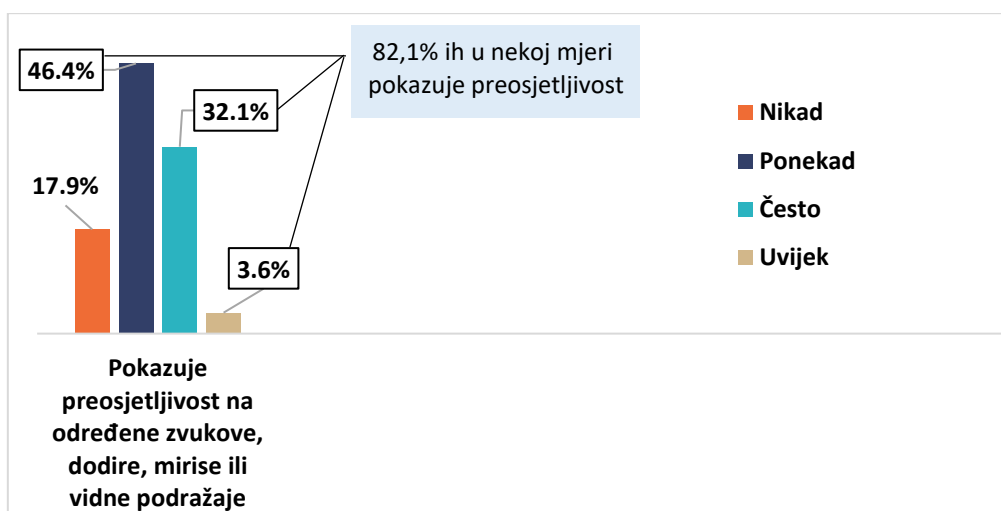 82,1% ih u nekoj mjeri
pokazuje preosjetljivost
46.4%
32.1%
17.9%
3.6%
Nikad
Ponekad
Često
Uvijek
Pokazuje
preosjetljivost na
određene zvukove,
dodire, mirise ili
vidne podražaje